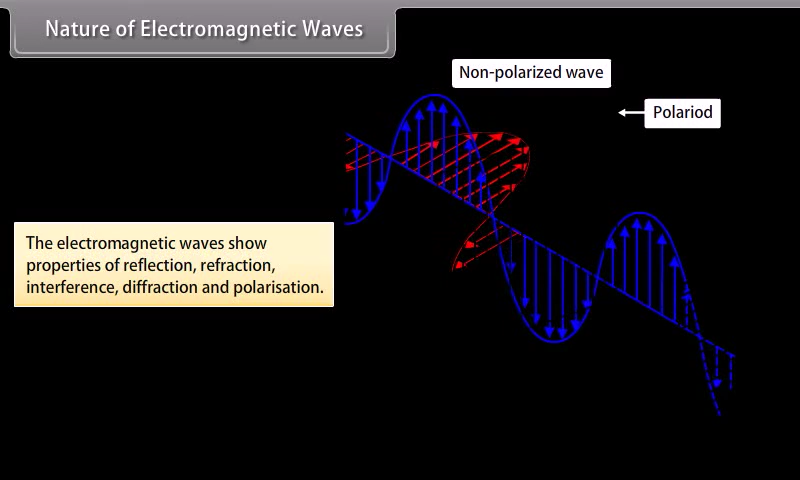 Nature of Electromagnetic Waves
Non-polarized wave
Polariod
The electromagnetic waves show
properties of reflection, refraction,
interference, diffraction and polarisation.